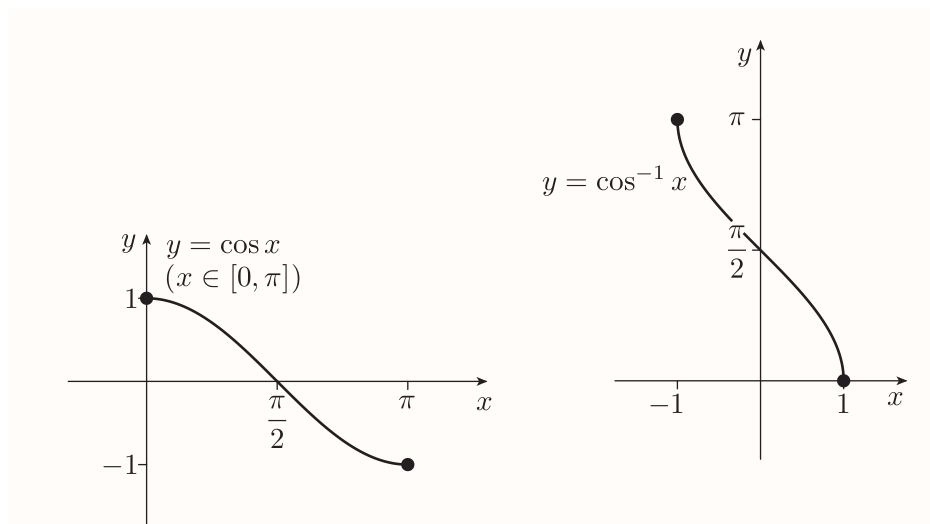 y
y = cos x
(x ∈ [0, π])
1
π/2
π
x
−1
y
π
y = cos⁻¹ x
π/2
−1
1
x